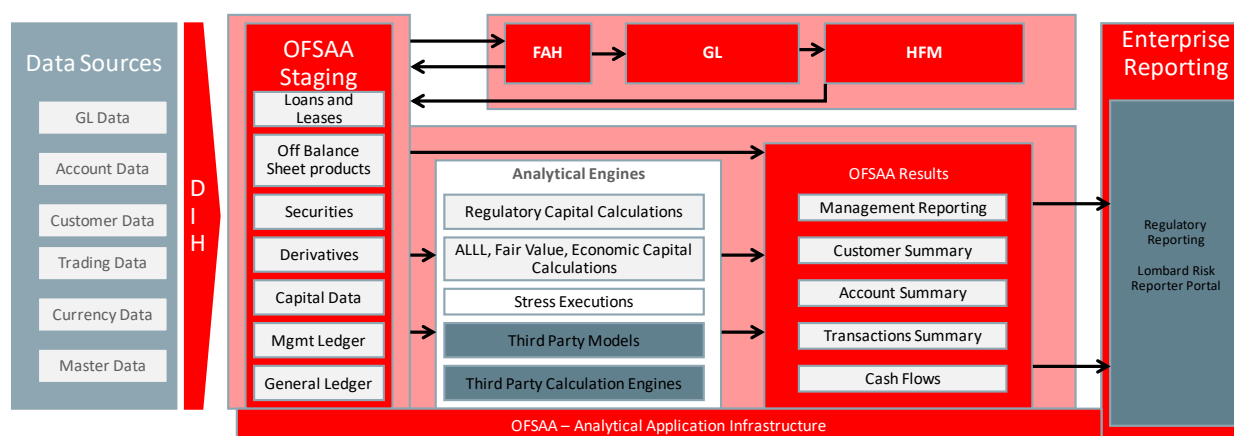 Data Sources
GL Data
Account Data
Customer Data
Trading Data
Currency Data
Master Data
D
I
H
OFSAA
Staging
Loans and
Leases
Off Balance
Sheet products
Securities
Derivatives
Capital Data
Mgmt Ledger
General Ledger
FAH
GL
HFM
Analytical Engines
Regulatory Capital Calculations
ALLL, Fair Value, Economic Capital
Calculations
Stress Executions
Third Party Models
Third Party Calculation Engines
OFSAA Results
Management Reporting
Customer Summary
Account Summary
Transactions Summary
Cash Flows
Enterprise
Reporting
Regulatory
Reporting
Lombard Risk
Reporter Portal
OFSAA – Analytical Application Infrastructure